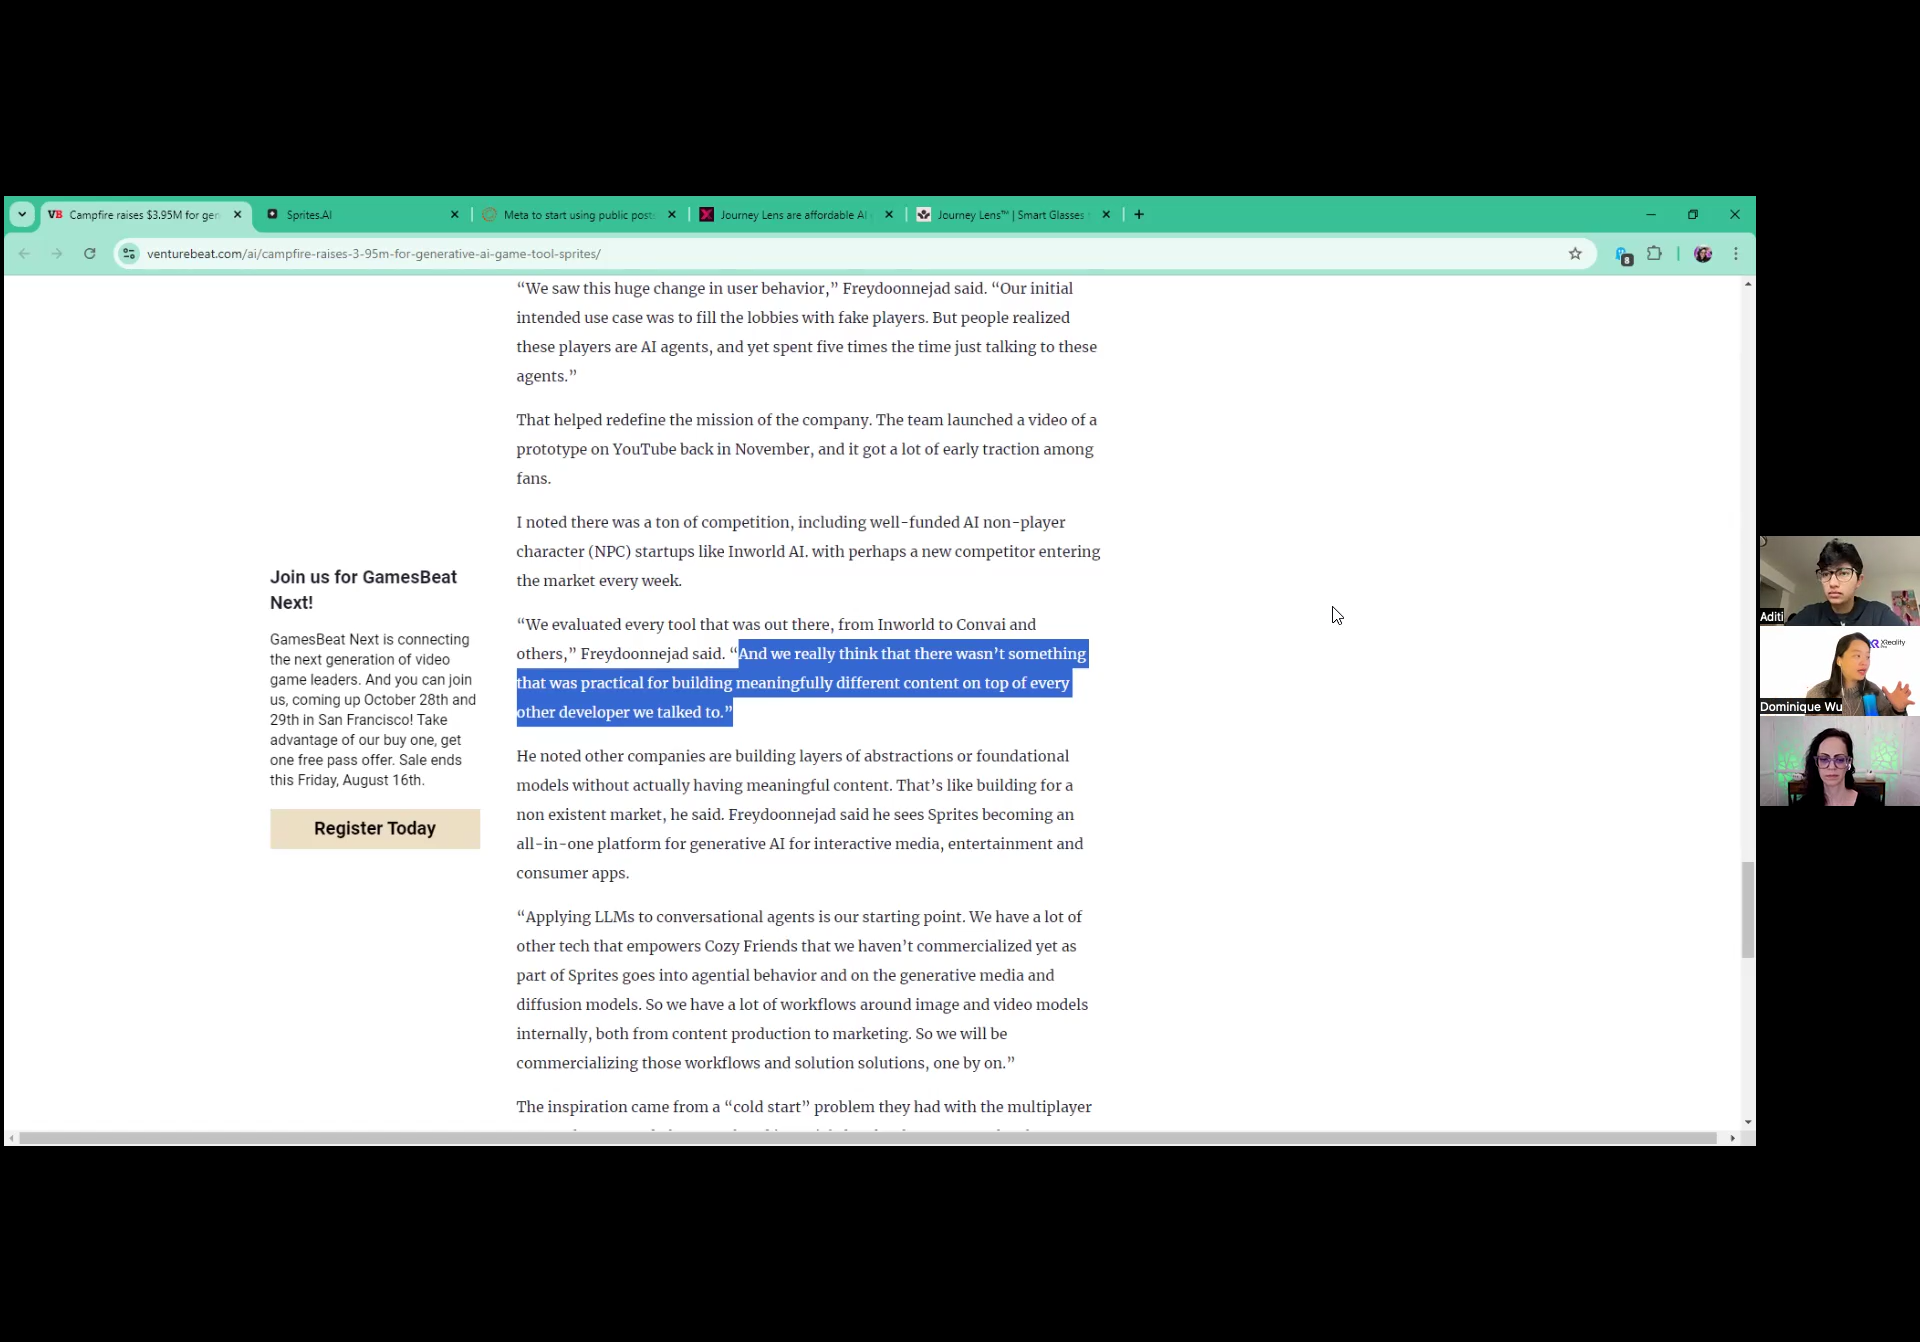 VB Campfire raises $3.95M for gen
Sprites.AI
Meta to start using public post
Journey Lens are affordable AI
Journey Lens™ | Smart Glasses
venturebeat.com/ai/campfire-raises-3-95m-for-generative-ai-game-tool-sprites/
8
“We saw this huge change in user behavior,” Freydoonnejad said. “Our initial
intended use case was to fill the lobbies with fake players. But people realized
these players are AI agents, and yet spent five times the time just talking to these
agents.”
That helped redefine the mission of the company. The team launched a video of a
prototype on YouTube back in November, and it got a lot of early traction among
fans.
I noted there was a ton of competition, including well-funded AI non-player
character (NPC) startups like Inworld AI. with perhaps a new competitor entering
the market every week.
“We evaluated every tool that was out there, from Inworld to Convai and
others,” Freydoonnejad said. “And we really think that there wasn’t something
that was practical for building meaningfully different content on top of every
other developer we talked to.”
He noted other companies are building layers of abstractions or foundational
models without actually having meaningful content. That’s like building for a
non existent market, he said. Freydoonnejad said he sees Sprites becoming an
all-in-one platform for generative AI for interactive media, entertainment and
consumer apps.
“Applying LLMs to conversational agents is our starting point. We have a lot of
other tech that empowers Cozy Friends that we haven’t commercialized yet as
part of Sprites goes into agential behavior and on the generative media and
diffusion models. So we have a lot of workflows around image and video models
internally, both from content production to marketing. So we will be
commercializing those workflows and solution solutions, one by on.”
The inspiration came from a “cold start” problem they had with the multiplayer
Join us for GamesBeat
Next!
GamesBeat Next is connecting
the next generation of video
game leaders. And you can join
us, coming up October 28th and
29th in San Francisco! Take
advantage of our buy one, get
one free pass offer. Sale ends
this Friday, August 16th.
Register Today
Aditi
XReality
Dominique Wu